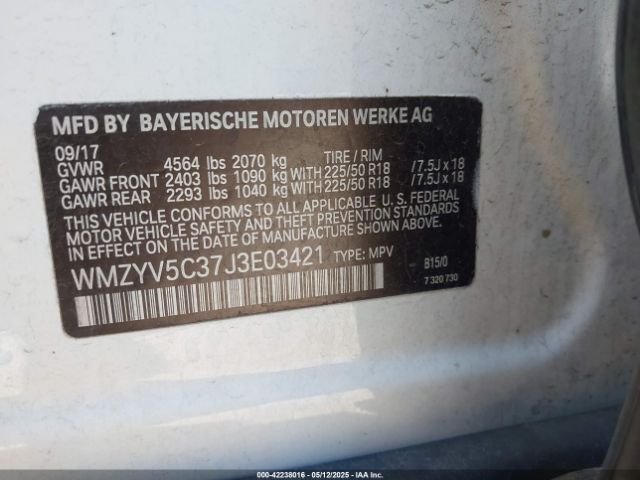 MFD BY BAYERISCHE MOTOREN WERKE AG
09/17
GVWR 4564 lbs 2070 kg TIRE / RIM
GAWR FRONT 2403 lbs 1090 kg WITH 225/50 R18 /7.5J x 18
GAWR REAR 2293 lbs 1040 kg WITH 225/50 R18 /7.5J x 18
THIS VEHICLE CONFORMS TO ALL APPLICABLE U. S. FEDERAL
MOTOR VEHICLE SAFETY AND THEFT PREVENTION STANDARDS
IN EFFECT ON THE DATE OF MANUFACTURE SHOWN ABOVE.
WMZYV5C37J3E03421 TYPE: MPV B15/0
7 320 730
000-42238016 - 05/12/2025 - IAAI.COM